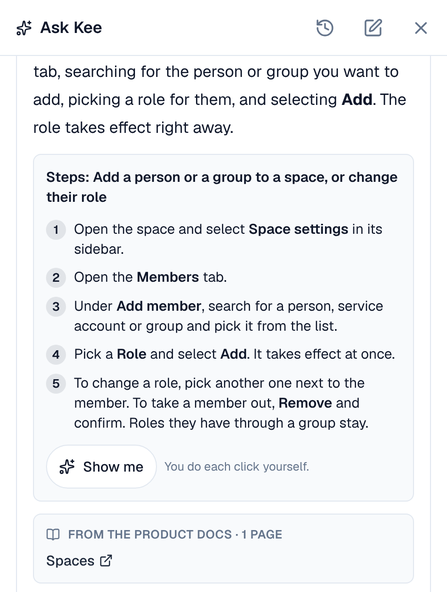 Ask Kee
tab, searching for the person or group you want to
add, picking a role for them, and selecting Add. The
role takes effect right away.
Steps: Add a person or a group to a space, or change
their role
1 Open the space and select Space settings in its
sidebar.
2 Open the Members tab.
3 Under Add member, search for a person, service
account or group and pick it from the list.
4 Pick a Role and select Add. It takes effect at once.
5 To change a role, pick another one next to the
member. To take a member out, Remove and
confirm. Roles they have through a group stay.
Show me You do each click yourself.
FROM THE PRODUCT DOCS · 1 PAGE
Spaces